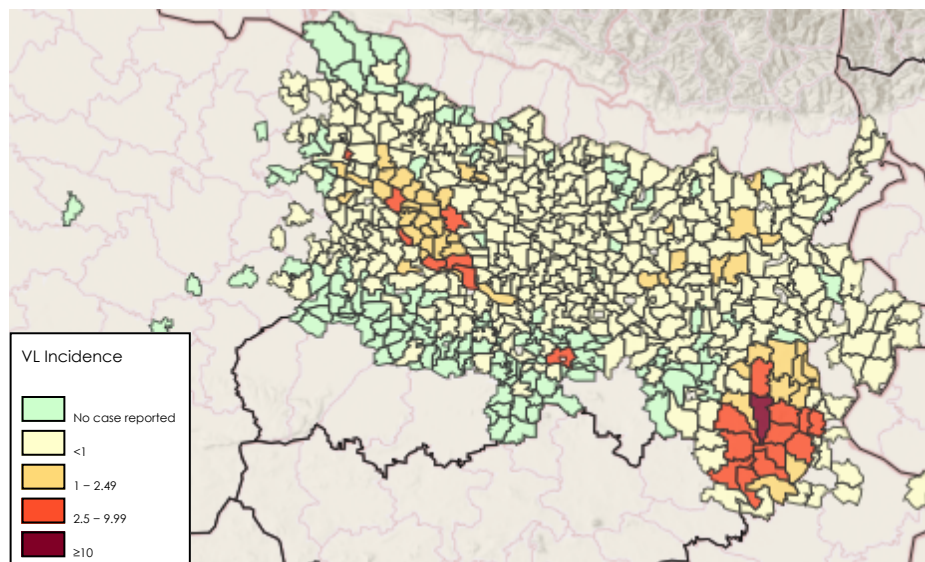 VL Incidence
No case reported
<1
1 – 2.49
2.5 – 9.99
≥10